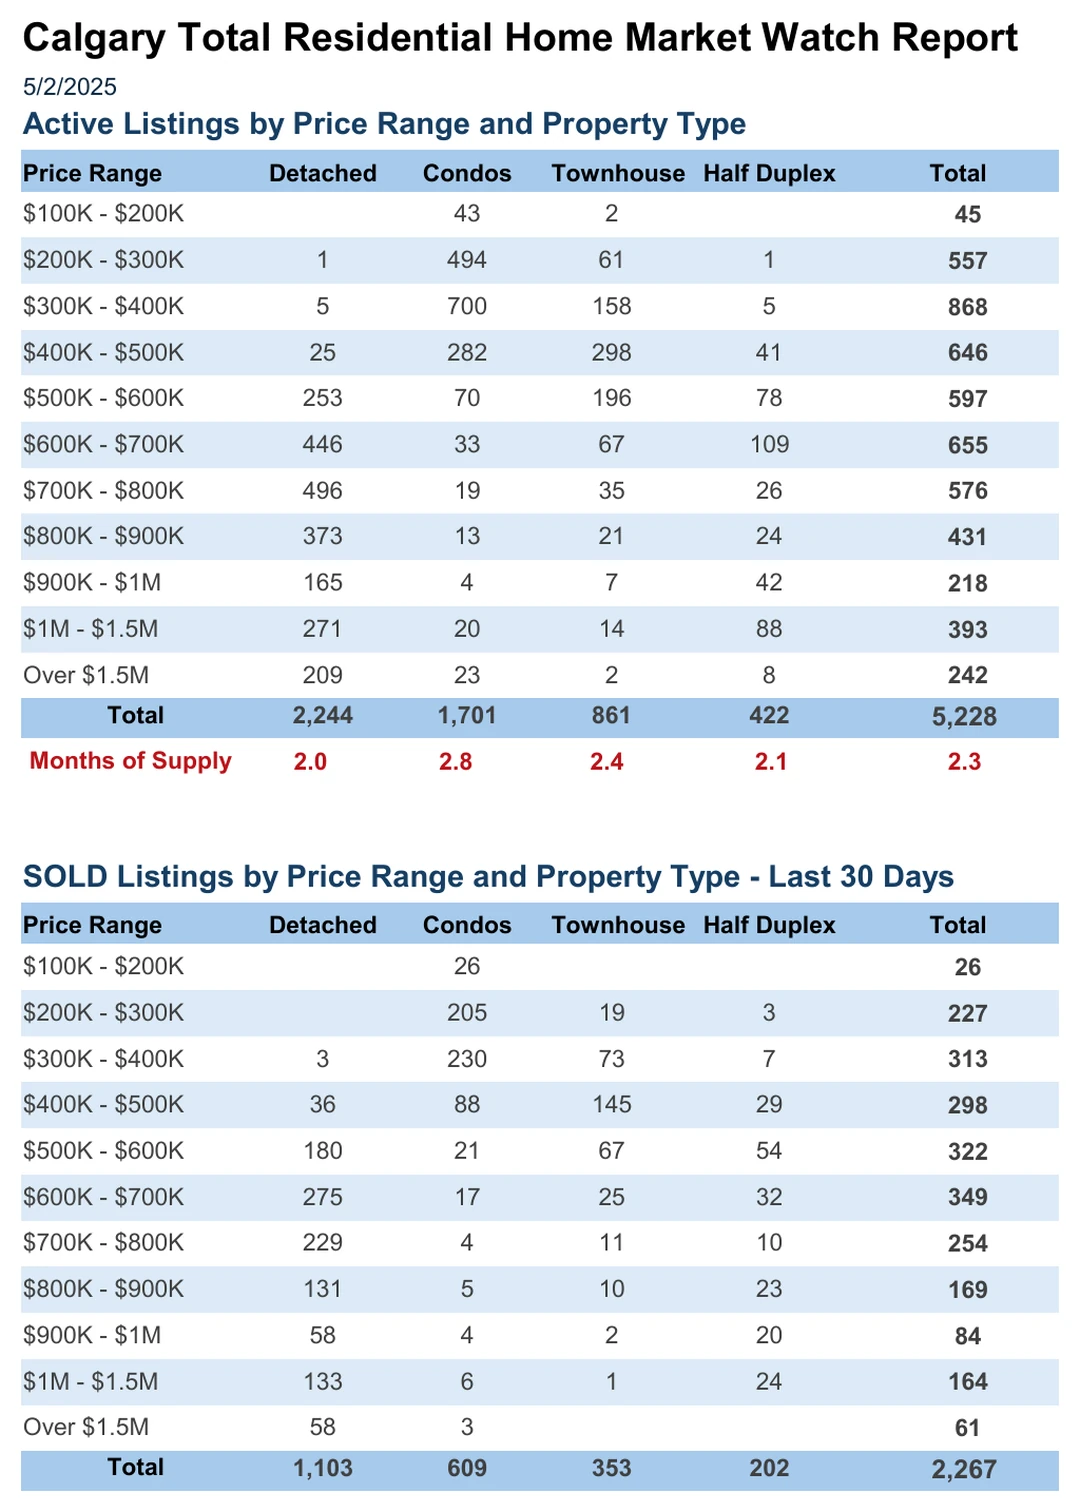 Calgary Total Residential Home Market Watch Report
5/2/2025
Active Listings by Price Range and Property Type
Price Range Detached Condos Townhouse Half Duplex Total
$100K - $200K 43 2 45
$200K - $300K 1 494 61 1 557
$300K - $400K 5 700 158 5 868
$400K - $500K 25 282 298 41 646
$500K - $600K 253 70 196 78 597
$600K - $700K 446 33 67 109 655
$700K - $800K 496 19 35 26 576
$800K - $900K 373 13 21 24 431
$900K - $1M 165 4 7 42 218
$1M - $1.5M 271 20 14 88 393
Over $1.5M 209 23 2 8 242
Total 2,244 1,701 861 422 5,228
Months of Supply 2.0 2.8 2.4 2.1 2.3
SOLD Listings by Price Range and Property Type - Last 30 Days
Price Range Detached Condos Townhouse Half Duplex Total
$100K - $200K 26 26
$200K - $300K 205 19 3 227
$300K - $400K 3 230 73 7 313
$400K - $500K 36 88 145 29 298
$500K - $600K 180 21 67 54 322
$600K - $700K 275 17 25 32 349
$700K - $800K 229 4 11 10 254
$800K - $900K 131 5 10 23 169
$900K - $1M 58 4 2 20 84
$1M - $1.5M 133 6 1 24 164
Over $1.5M 58 3 61
Total 1,103 609 353 202 2,267